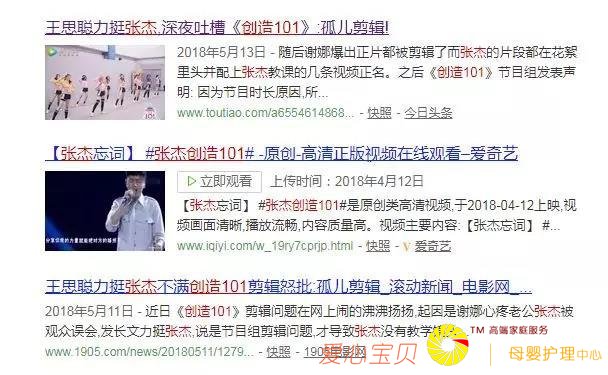 王思聪力挺张杰,深夜吐槽《创造101》:孤儿剪辑!
2018年5月13日 - 随后谢娜爆出正片都被剪辑了而张杰的片段都在花絮
里头并配上张杰教课的几条视频正名。之后《创造101》节目组发表声
明: 因为节目时长原因,所...
www.toutiao.com/a6554614868... - 快照 - 今日头条
【张杰忘词】 #张杰创造101# -原创-高清正版视频在线观看–爱奇艺
立即观看 上传时间：2018年4月12日
【张杰忘词】 #张杰创造101#是原创类高清视频,于2018-04-12上映,视
频画面清晰,播放流畅,内容质量高。视频主要内容:【张杰忘词】 #...
www.iqiyi.com/w_19ry7cprjp.html - 快照 - 爱奇艺
王思聪力挺张杰不满创造101剪辑怒批:孤儿剪辑_滚动新闻_电影网_...
2018年5月11日 - 近日《创造101》剪辑问题在网上闹的沸沸扬扬,起因是谢娜心疼老公张杰被
观众误会,发长文力挺张杰,说是节目组剪辑问题,才导致张杰没有教学
www.1905.com/news/20180511/1279... - 快照 - 1905电影网
爱心宝贝 TM 高端家庭服务
母婴护理中心